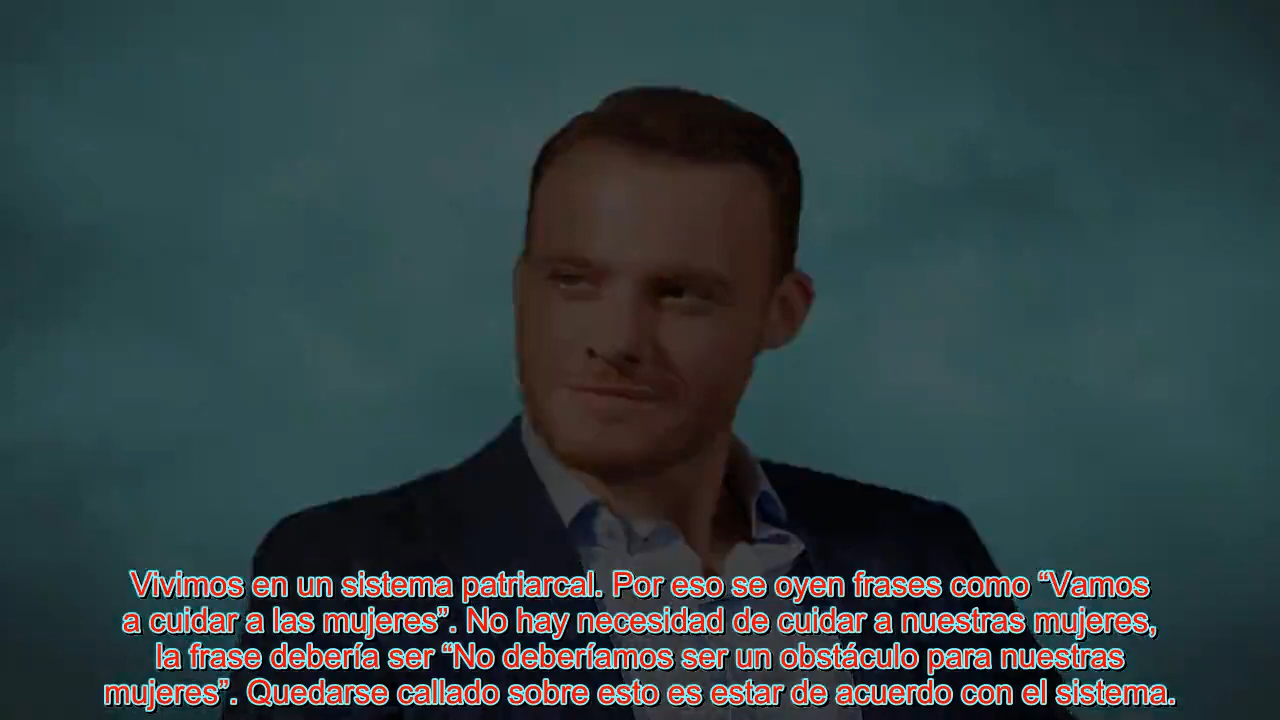 Vivimos en un sistema patriarcal. Por eso se oyen frases como “Vamos
a cuidar a las mujeres”. No hay necesidad de cuidar a nuestras mujeres,
la frase debería ser “No deberíamos ser un obstáculo para nuestras
mujeres”. Quedarse callado sobre esto es estar de acuerdo con el sistema.